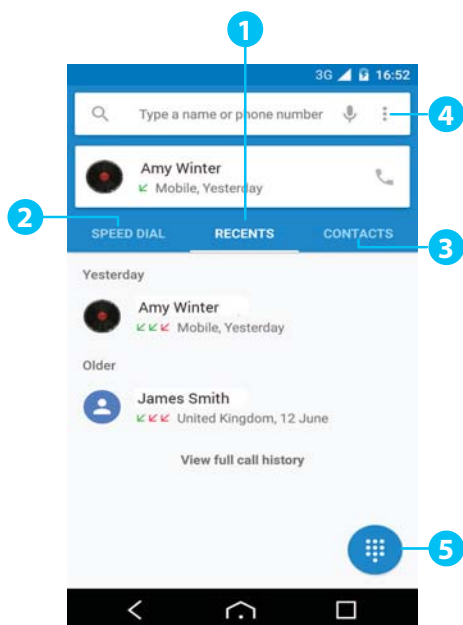 1
3G 16:52
Type a name or phone number
4
Amy Winter
Mobile, Yesterday
2
SPEED DIAL RECENTS CONTACTS
3
Yesterday
Amy Winter
Mobile, Yesterday
Older
James Smith
United Kingdom, 12 June
View full call history
5